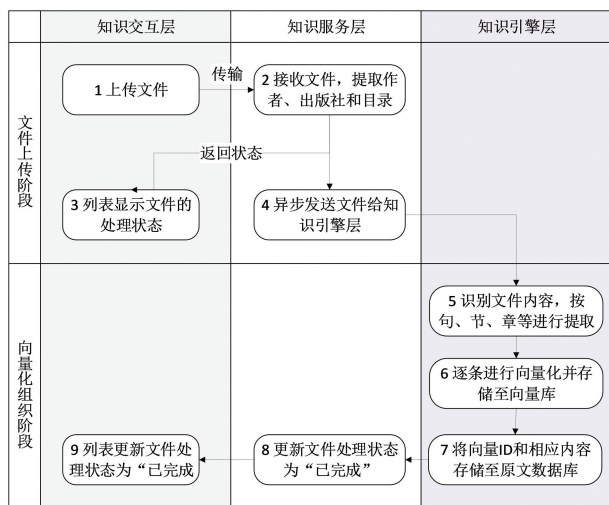 知识交互层
知识服务层
知识引擎层
文件上传阶段
1 上传文件
传输
2 接收文件，提取作
者、出版社和目录
返回状态
3 列表显示文件的
处理状态
4 异步发送文件给知
识引擎层
向量化组织阶段
5 识别文件内容，按
句、节、章等进行提取
6 逐条进行向量化并存
储至向量库
7 将向量ID和相应内容
存储至原文数据库
8 更新文件处理状态
为“已完成”
9 列表更新文件处
理状态为“已完成